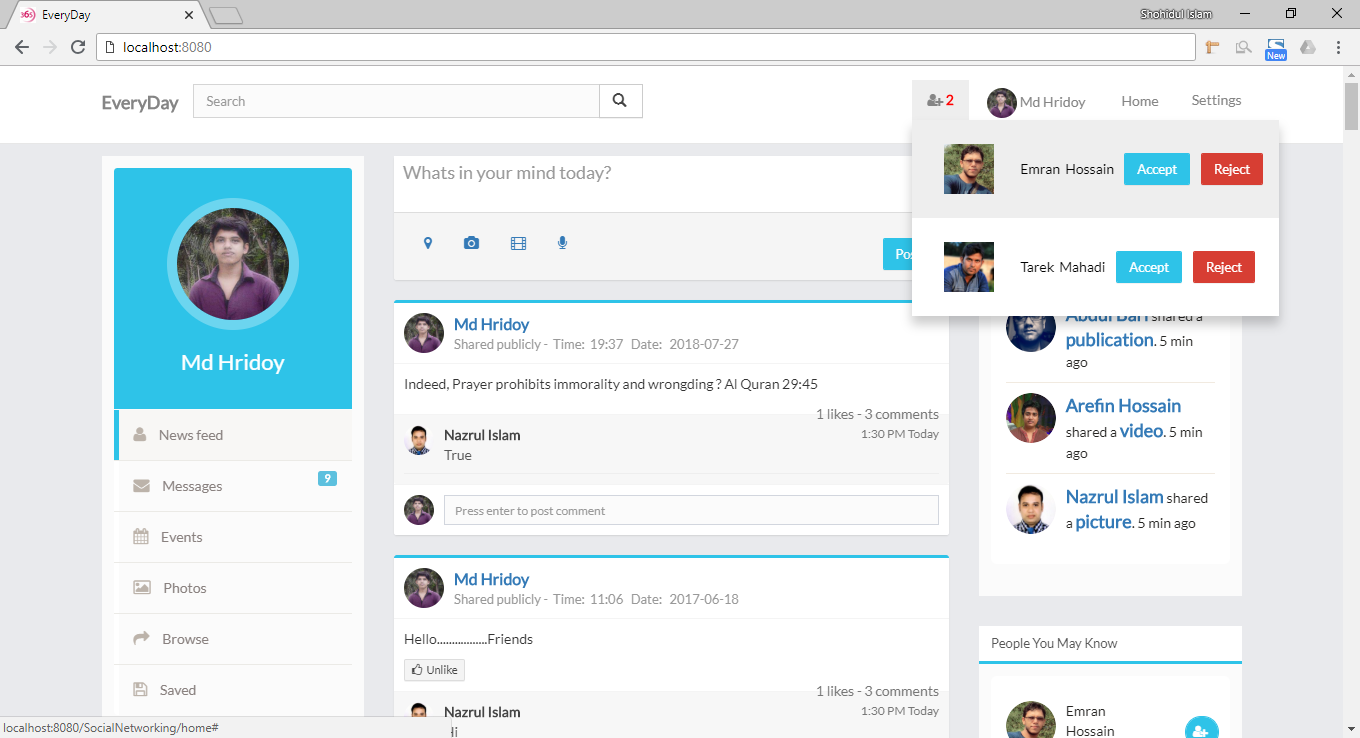 EveryDay
Shohidul Islam
localhost:8080
New
EveryDay
Search
2
Md Hridoy
Home
Settings
Emran Hossain
Accept
Reject
Tarek Mahadi
Accept
Reject
Md Hridoy
News feed
Messages
9
Events
Photos
Browse
Saved
Whats in your mind today?
Md Hridoy
Shared publicly - Time: 19:37 Date: 2018-07-27
Indeed, Prayer prohibits immorality and wrongding ? Al Quran 29:45
1 likes - 3 comments
Nazrul Islam
1:30 PM Today
True
Press enter to post comment
Md Hridoy
Shared publicly - Time: 11:06 Date: 2017-06-18
Hello.................Friends
Unlike
1 likes - 3 comments
Nazrul Islam
1:30 PM Today
Abdul Bari shared a
publication. 5 min
ago
Arefin Hossain
shared a video. 5 min
ago
Nazrul Islam shared
a picture. 5 min ago
People You May Know
Emran
Hossain
localhost:8080/SocialNetworking/home#